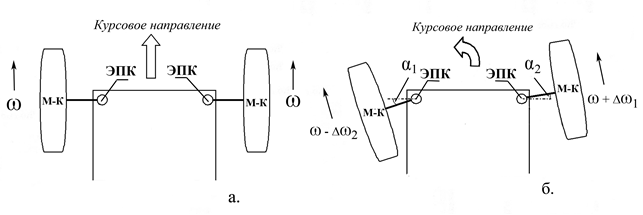 Курсовое направление
ЭПК ЭПК
ω М-К М-К ω
а.
Курсовое направление
α1 ЭПК ЭПК α2
М-К М-К
ω - Δω2 ω + Δω1
б.